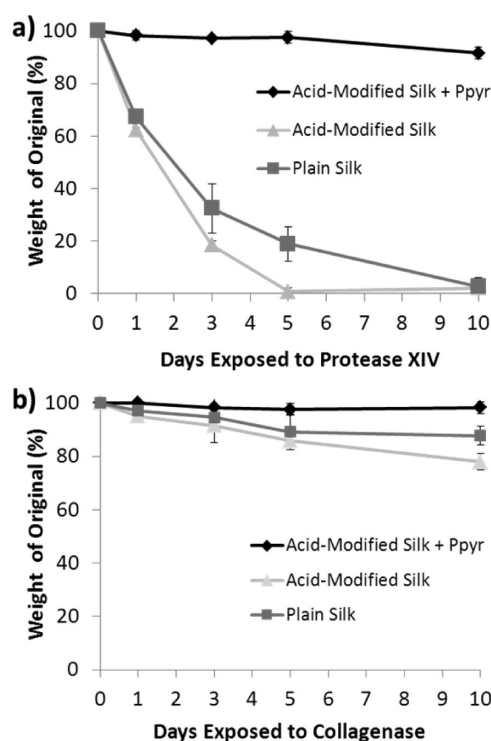 a)
100
80
60
40
20
0
Weight of Original (%)
Acid-Modified Silk + Ppyr
Acid-Modified Silk
Plain Silk
0 1 2 3 4 5 6 7 8 9 10
Days Exposed to Protease XIV
b)
100
80
60
40
20
0
Weight of Original (%)
Acid-Modified Silk + Ppyr
Acid-Modified Silk
Plain Silk
0 1 2 3 4 5 6 7 8 9 10
Days Exposed to Collagenase